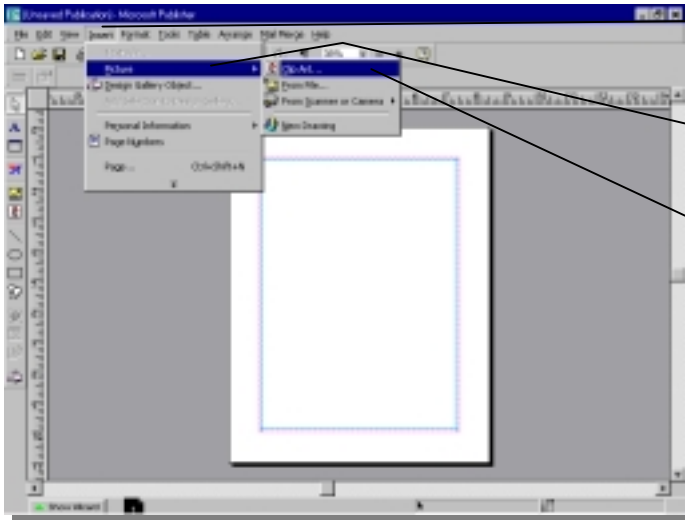 [Unsaved Publication] - Microsoft Publisher
File Edit View Insert Format Tools Table Arrange Mail Merge Help
Picture
Clip Art...
Design Gallery Object...
From File...
From Scanner or Camera
Personal Information
New Drawing
Page Numbers
Page... Ctrl+Shift+N
Show Wizard